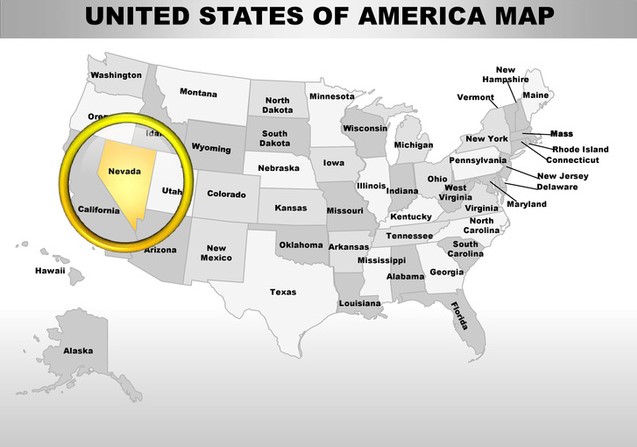 UNITED STATES OF AMERICA MAP
Washington
Montana
North
Dakota
Minnesota
New
Hampshire
Vermont
Maine
Ore
Idah
Wyoming
South
Dakota
Wisconsin
Michigan
New York
Mass
Rhode Island
Connecticut
Nevada
Utah
Colorado
Nebraska
Iowa
Illinois
Indiana
Ohio
Pennsylvania
New Jersey
Delaware
Maryland
West
Virginia
Virginia
California
Kansas
Missouri
Kentucky
North
Carolina
Tennessee
Arizona
New
Mexico
Oklahoma
Arkansas
South
Carolina
Mississippi
Alabama
Georgia
Hawaii
Texas
Louisiana
Florida
Alaska